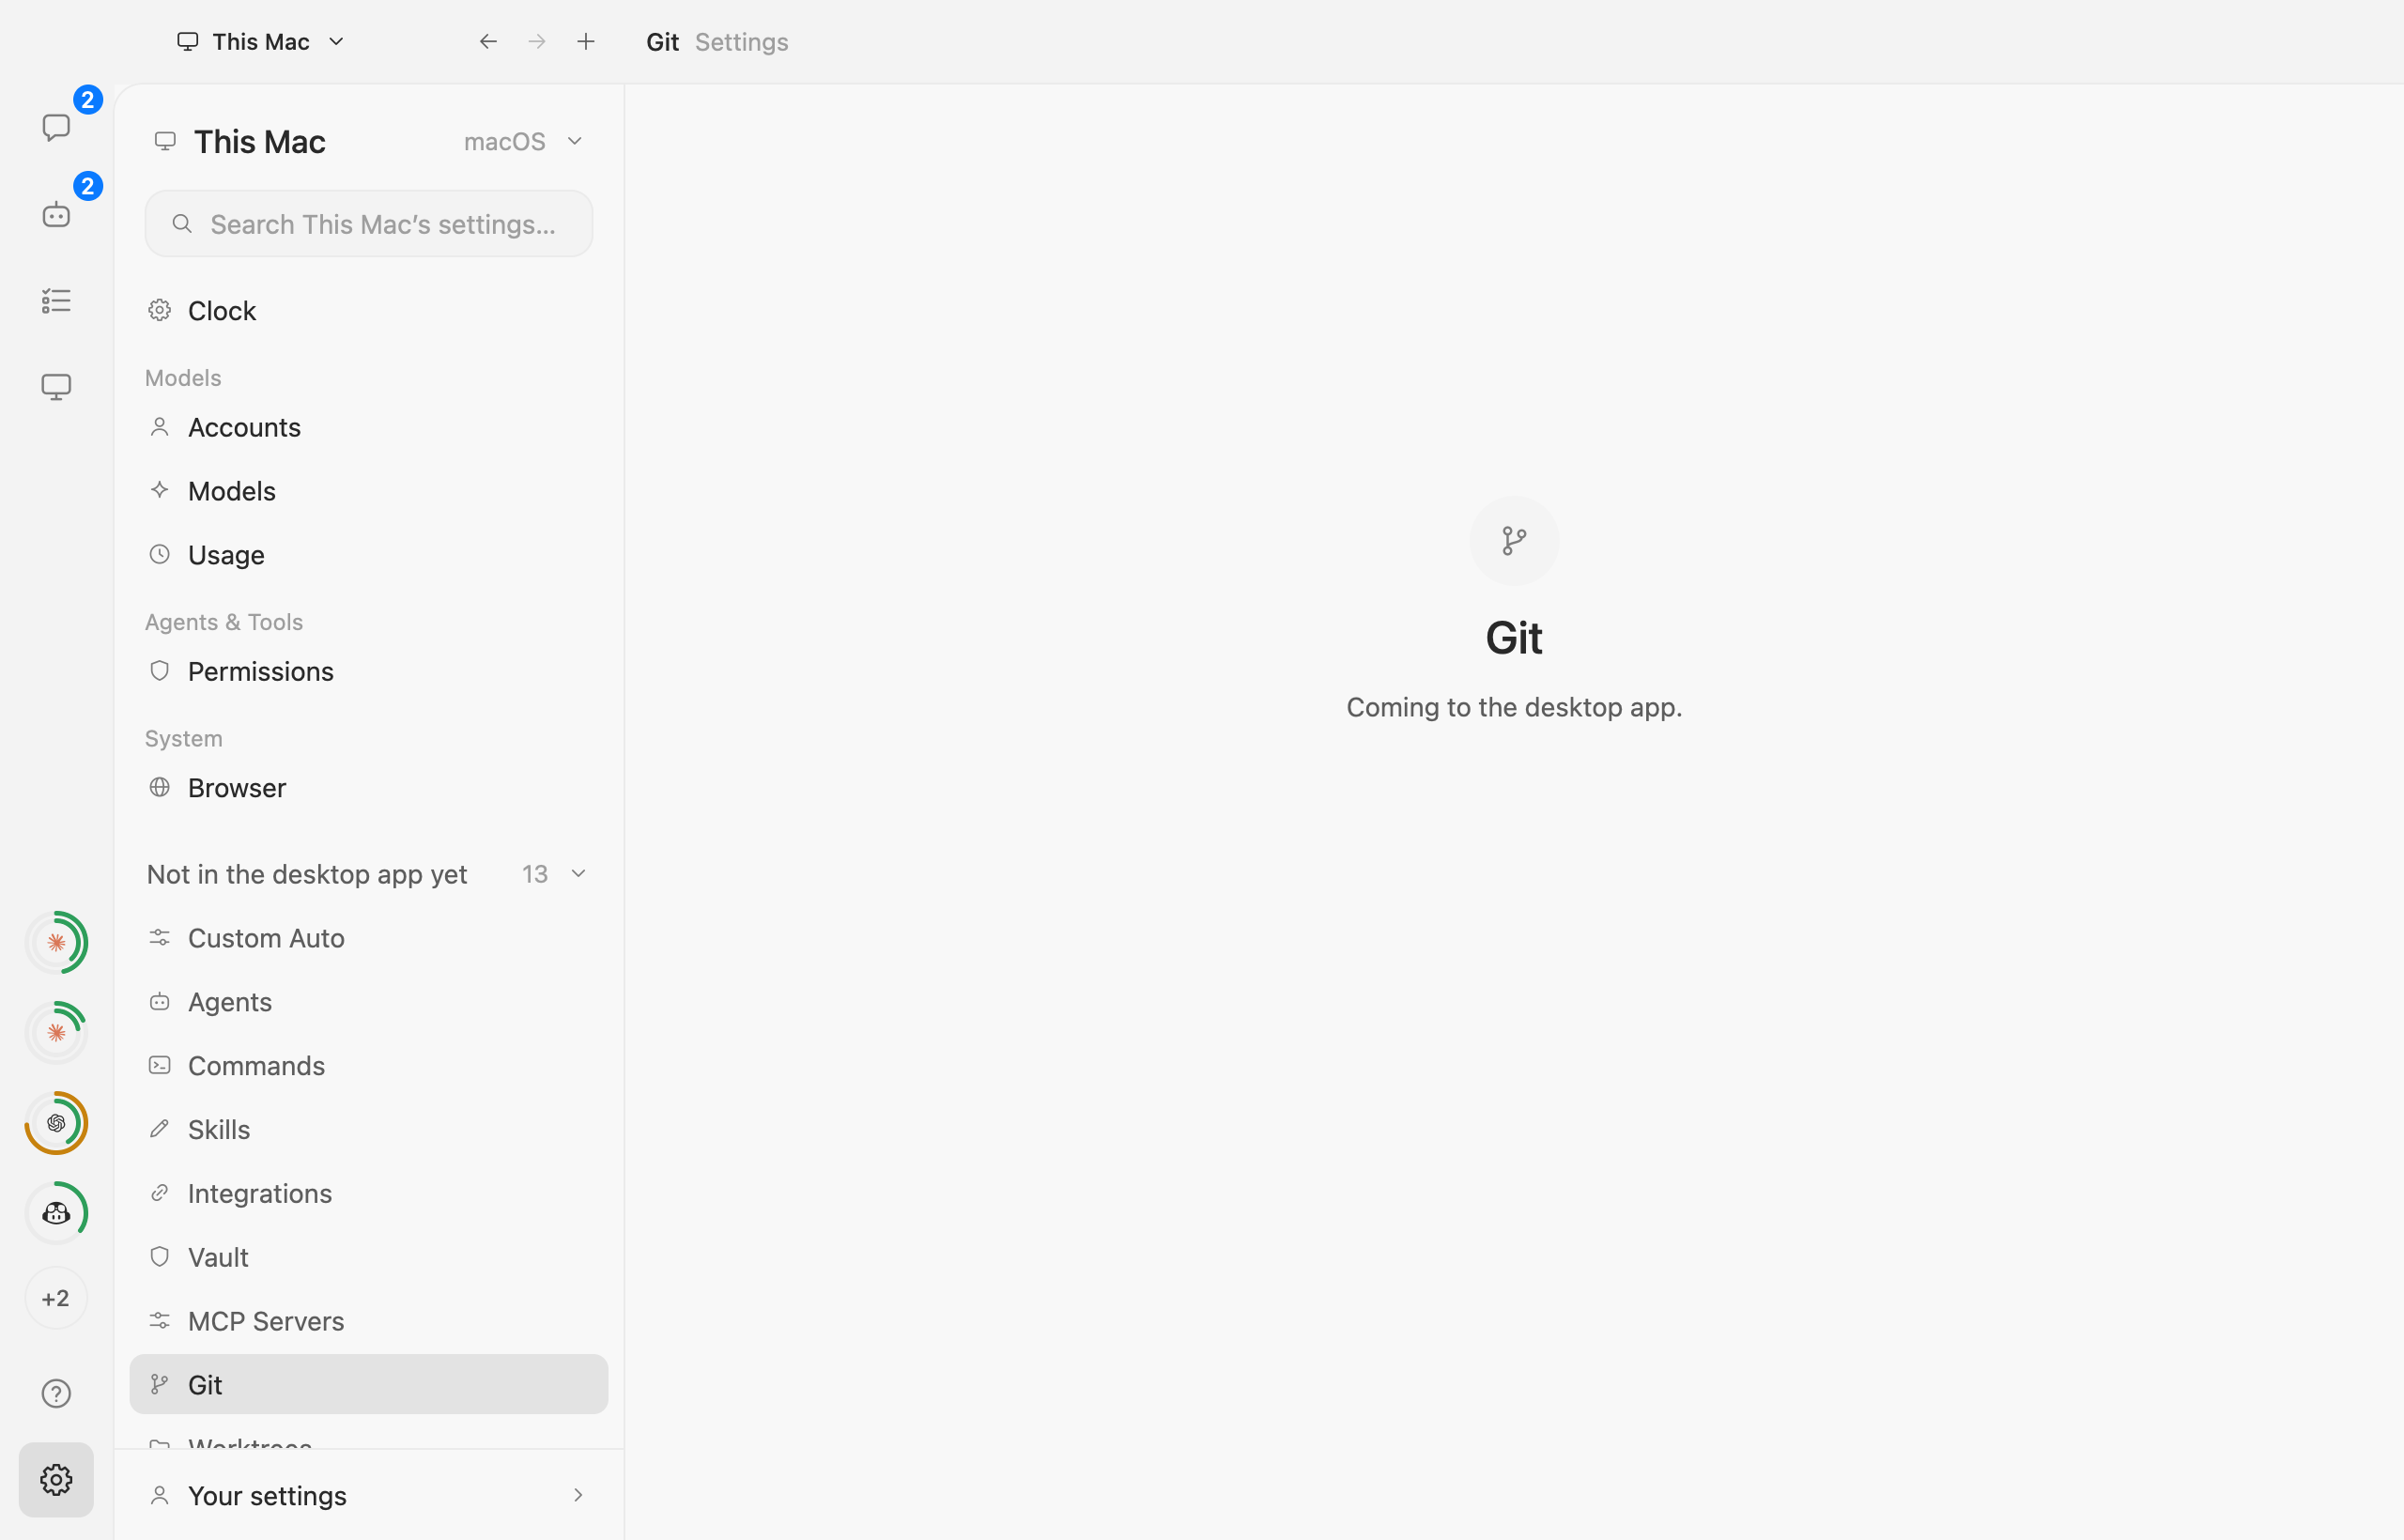 This Mac
Git Settings
2
2
This Mac
macOS
Search This Mac's settings...
Clock
Models
Accounts
Models
Usage
Agents & Tools
Permissions
System
Browser
Not in the desktop app yet
13
Custom Auto
Agents
Commands
Skills
Integrations
Vault
MCP Servers
Git
Worktrees
Your settings
+2
Git
Coming to the desktop app.